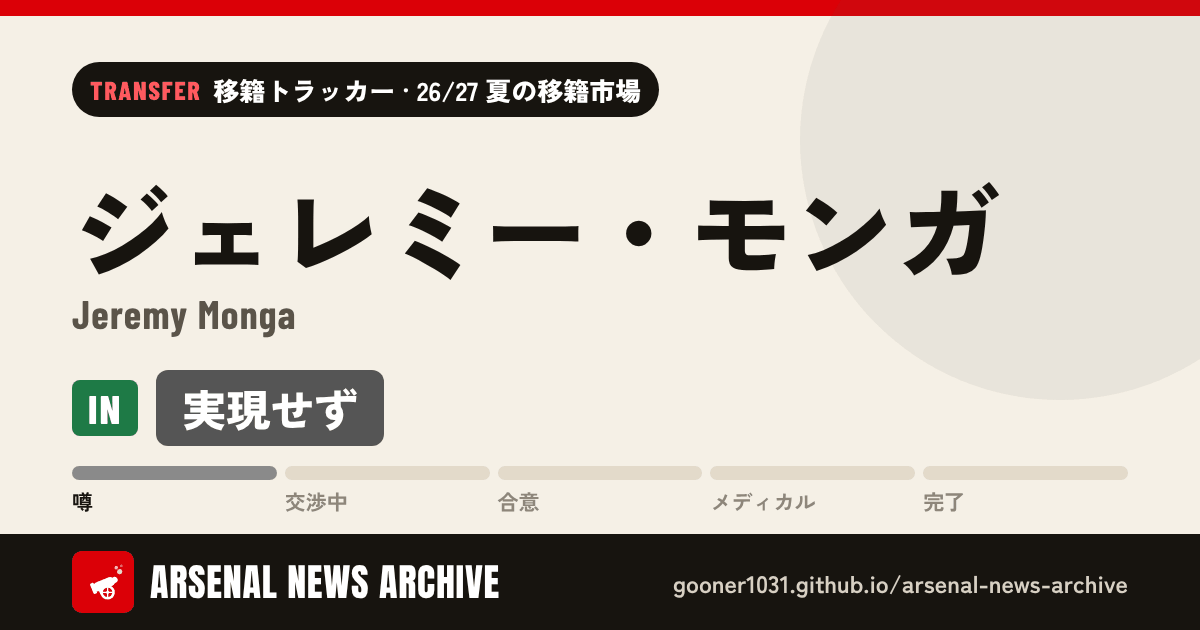 TRANSFER 移籍トラッカー · 26/27 夏の移籍市場
ジェレミー・モンガ
Jeremy Monga
IN 実現せず
噂 交渉中 合意 メディカル 完了
ARSENAL NEWS ARCHIVE gooner1031.github.io/arsenal-news-archive